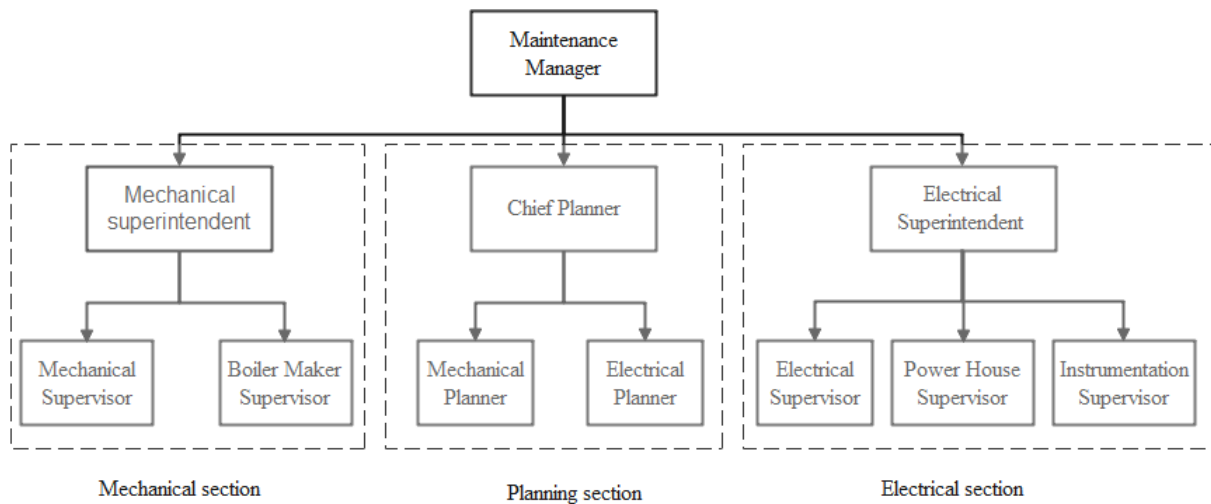 Maintenance
Manager
Mechanical
superintendent
Chief Planner
Electrical
Superintendent
Mechanical
Supervisor
Boiler Maker
Supervisor
Mechanical
Planner
Electrical
Planner
Electrical
Supervisor
Power House
Supervisor
Instrumentation
Supervisor
Mechanical section
Planning section
Electrical section